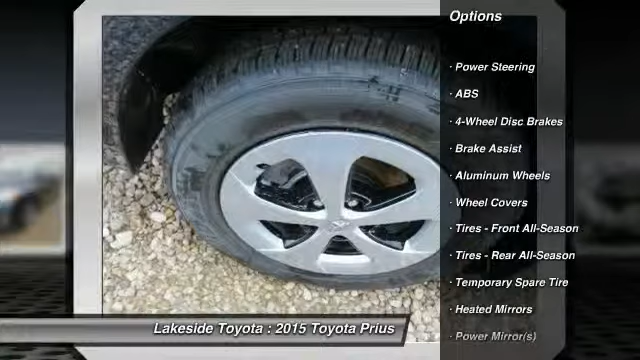 Options
· Power Steering
· ABS
· 4-Wheel Disc Brakes
· Brake Assist
· Aluminum Wheels
· Wheel Covers
· Tires - Front All-Season
· Tires - Rear All-Season
· Temporary Spare Tire
· Heated Mirrors
· Power Mirror(s)
Lakeside Toyota : 2015 Toyota Prius